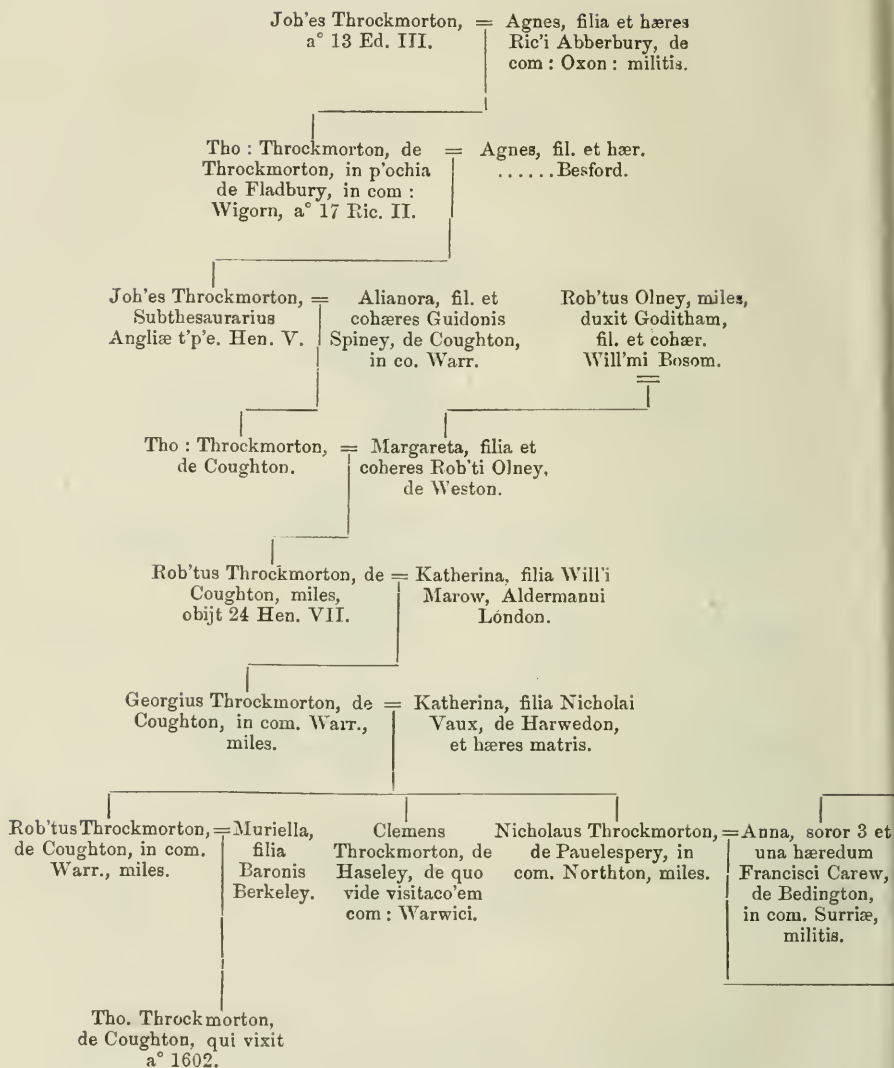 Joh'es Throckmorton, = Agnes, filia et hæres
a° 13 Ed. III. Ric'i Abberbury, de
com : Oxon : militis.
Tho : Throckmorton, de = Agnes, fil. et hær.
Throckmorton, in p'ochia ......Besford.
de Fladbury, in com :
Wigorn, a° 17 Ric. II.
Joh'es Throckmorton, = Alianora, fil. et Rob'tus Olney, miles,
Subthesaurarius cohæres Guidonis duxit Goditham,
Angliæ t'p'e. Hen. V. Spiney, de Coughton, fil. et cohær.
in co. Warr. Will'mi Bosom.
Tho : Throckmorton, = Margareta, filia et
de Coughton. coheres Rob'ti Olney,
de Weston.
Rob'tus Throckmorton, de = Katherina, filia Will'i
Coughton, miles, Marow, Aldermanni
obijt 24 Hen. VII. London.
Georgius Throckmorton, de = Katherina, filia Nicholai
Coughton, in com. Warr., Vaux, de Harwedon,
miles. et hæres matris.
Rob'tus Throckmorton, = Muriella, Clemens Nicholaus Throckmorton, = Anna, soror 3 et
de Coughton, in com. filia Throckmorton, de de Pauelespery, in una hæredum
Warr., miles. Baronis Haseley, de quo com. Northton, miles. Francisci Carew,
Berkeley. vide visitaco'em de Bedington,
com : Warwici. in com. Surriæ,
militis.
Tho. Throckmorton,
de Coughton, qui vixit
a° 1602.